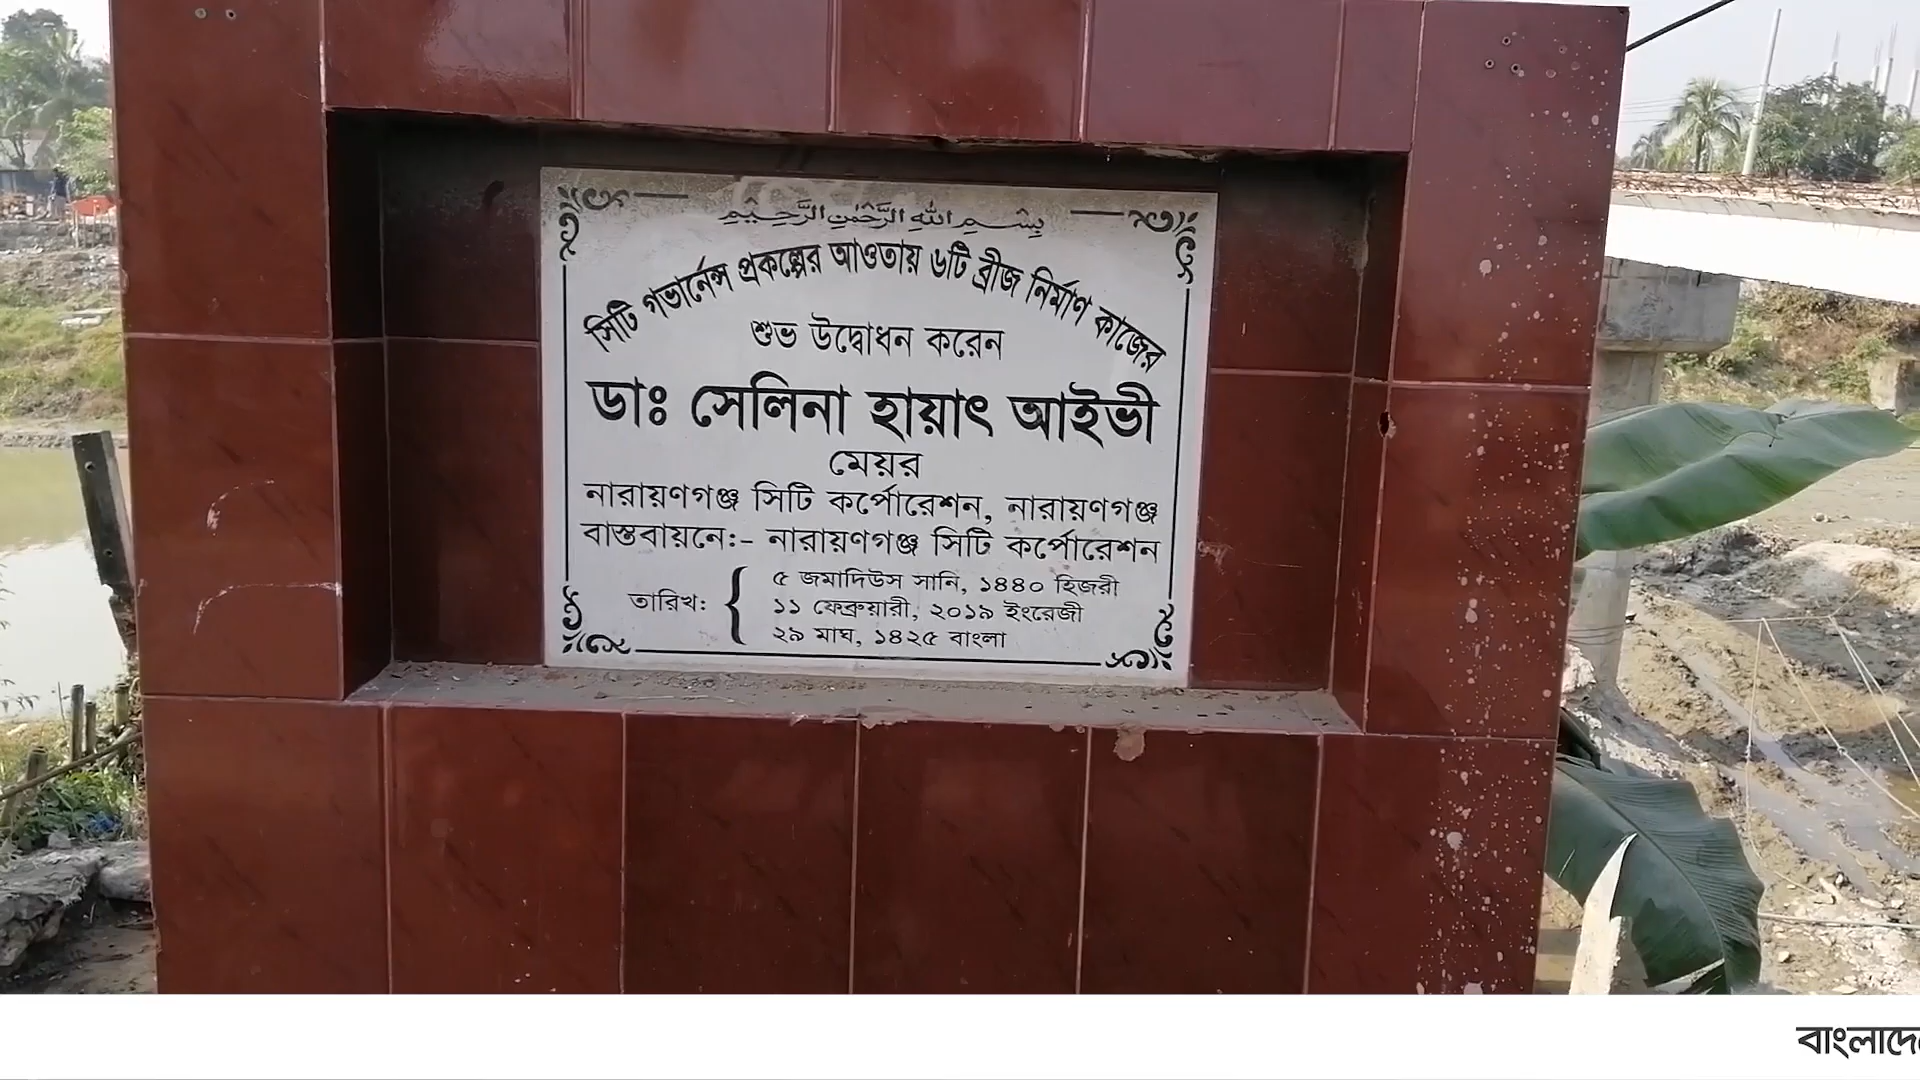 بِسْمِ اللهِ الرَّحْمٰنِ الرَّحِيْمِ
সিটি গভার্নেন্স প্রকল্পের আওতায় ৬টি ব্রীজ নির্মাণ কাজের
শুভ উদ্বোধন করেন
ডাঃ সেলিনা হায়াৎ আইভী
মেয়র
নারায়ণগঞ্জ সিটি কর্পোরেশন, নারায়ণগঞ্জ
বাস্তবায়নে:- নারায়ণগঞ্জ সিটি কর্পোরেশন
তারিখ: { ৫ জমাদিউস সানি, ১৪৪০ হিজরী
১১ ফেব্রুয়ারী, ২০১৯ ইংরেজী
২৯ মাঘ, ১৪২৫ বাংলা